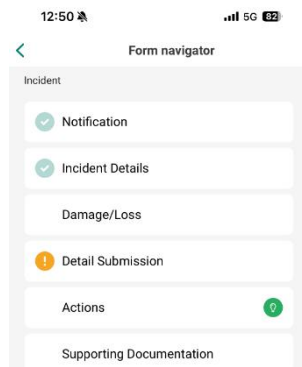 12:50
5G 82
Form navigator
Incident
Notification
Incident Details
Damage/Loss
Detail Submission
Actions
Supporting Documentation